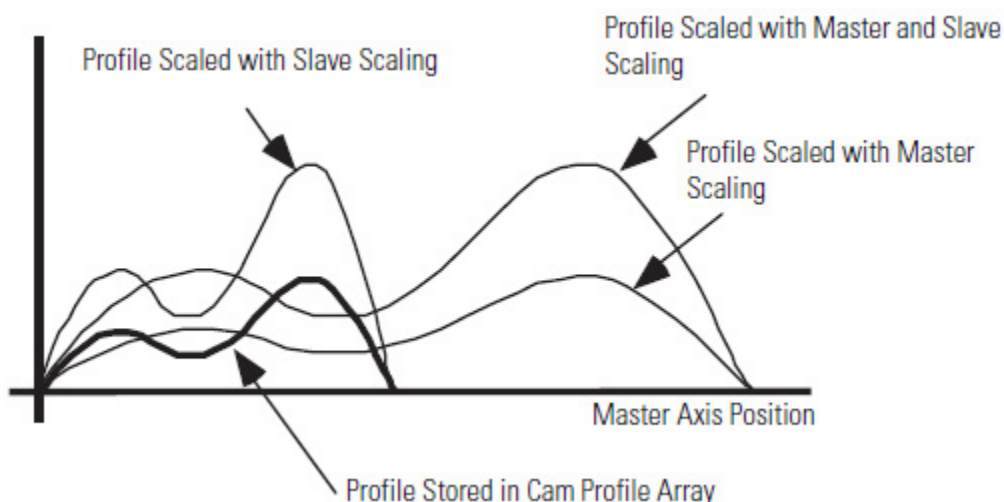 Profile Scaled with Master and Slave
Scaling
Profile Scaled with Slave Scaling
Profile Scaled with Master
Scaling
Master Axis Position
Profile Stored in Cam Profile Array